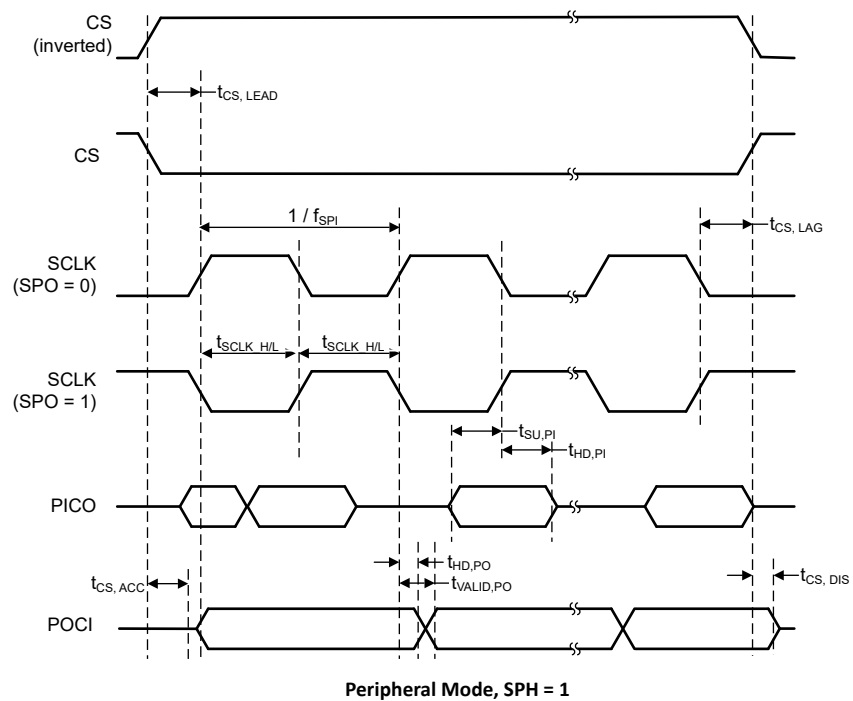 CS
(inverted)
tCS, LEAD
CS
1 / fSPI
tCS, LAG
SCLK
(SPO = 0)
tSCLK_H/L
tSCLK_H/L
SCLK
(SPO = 1)
tSU,PI
tHD,PI
PICO
tHD,PO
tCS, ACC
tVALID,PO
tCS, DIS
POCI
Peripheral Mode, SPH = 1